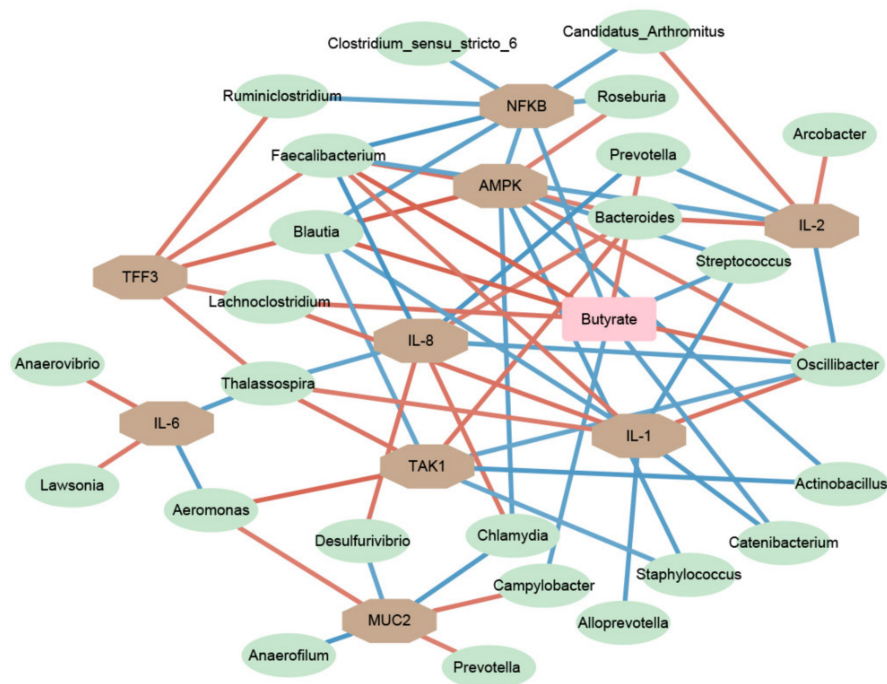 Clostridium_sensu_stricto_6
Candidatus_Arthromitus
Ruminiclostridium
NFKB
Roseburia
Arcobacter
Faecalibacterium
Prevotella
AMPK
Bacteroides
IL-2
Blautia
Streptococcus
TFF3
Lachnoclostridium
Butyrate
IL-8
Anaerovibrio
Thalassospira
Oscillibacter
IL-6
IL-1
TAK1
Lawsonia
Aeromonas
Actinobacillus
Desulfurivibrio
Chlamydia
Catenibacterium
Campylobacter
Staphylococcus
MUC2
Alloprevotella
Anaerofilum
Prevotella